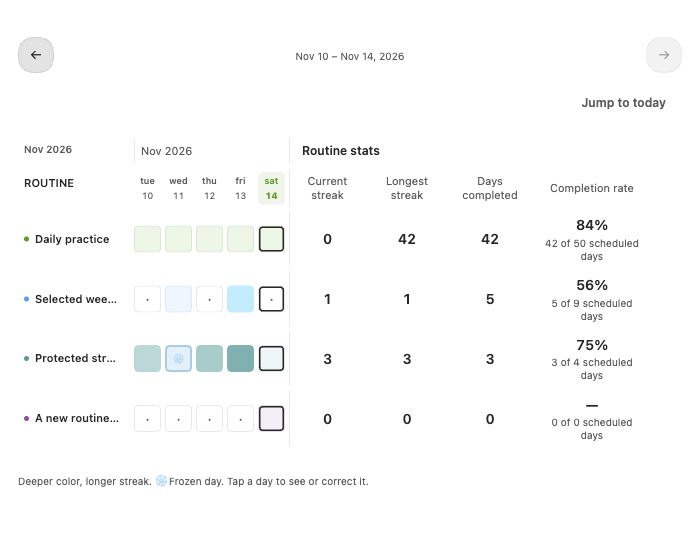 ←
Nov 10 – Nov 14, 2026
→
Jump to today
Nov 2026
Nov 2026
Routine stats
ROUTINE
tue
10
wed
11
thu
12
fri
13
sat
14
Current
streak
Longest
streak
Days
completed
Completion rate
Daily practice
0
42
42
84%
42 of 50 scheduled
days
Selected wee...
1
1
5
56%
5 of 9 scheduled
days
Protected str...
3
3
3
75%
3 of 4 scheduled
days
A new routine...
0
0
0
—
0 of 0 scheduled
days
Deeper color, longer streak. Frozen day. Tap a day to see or correct it.